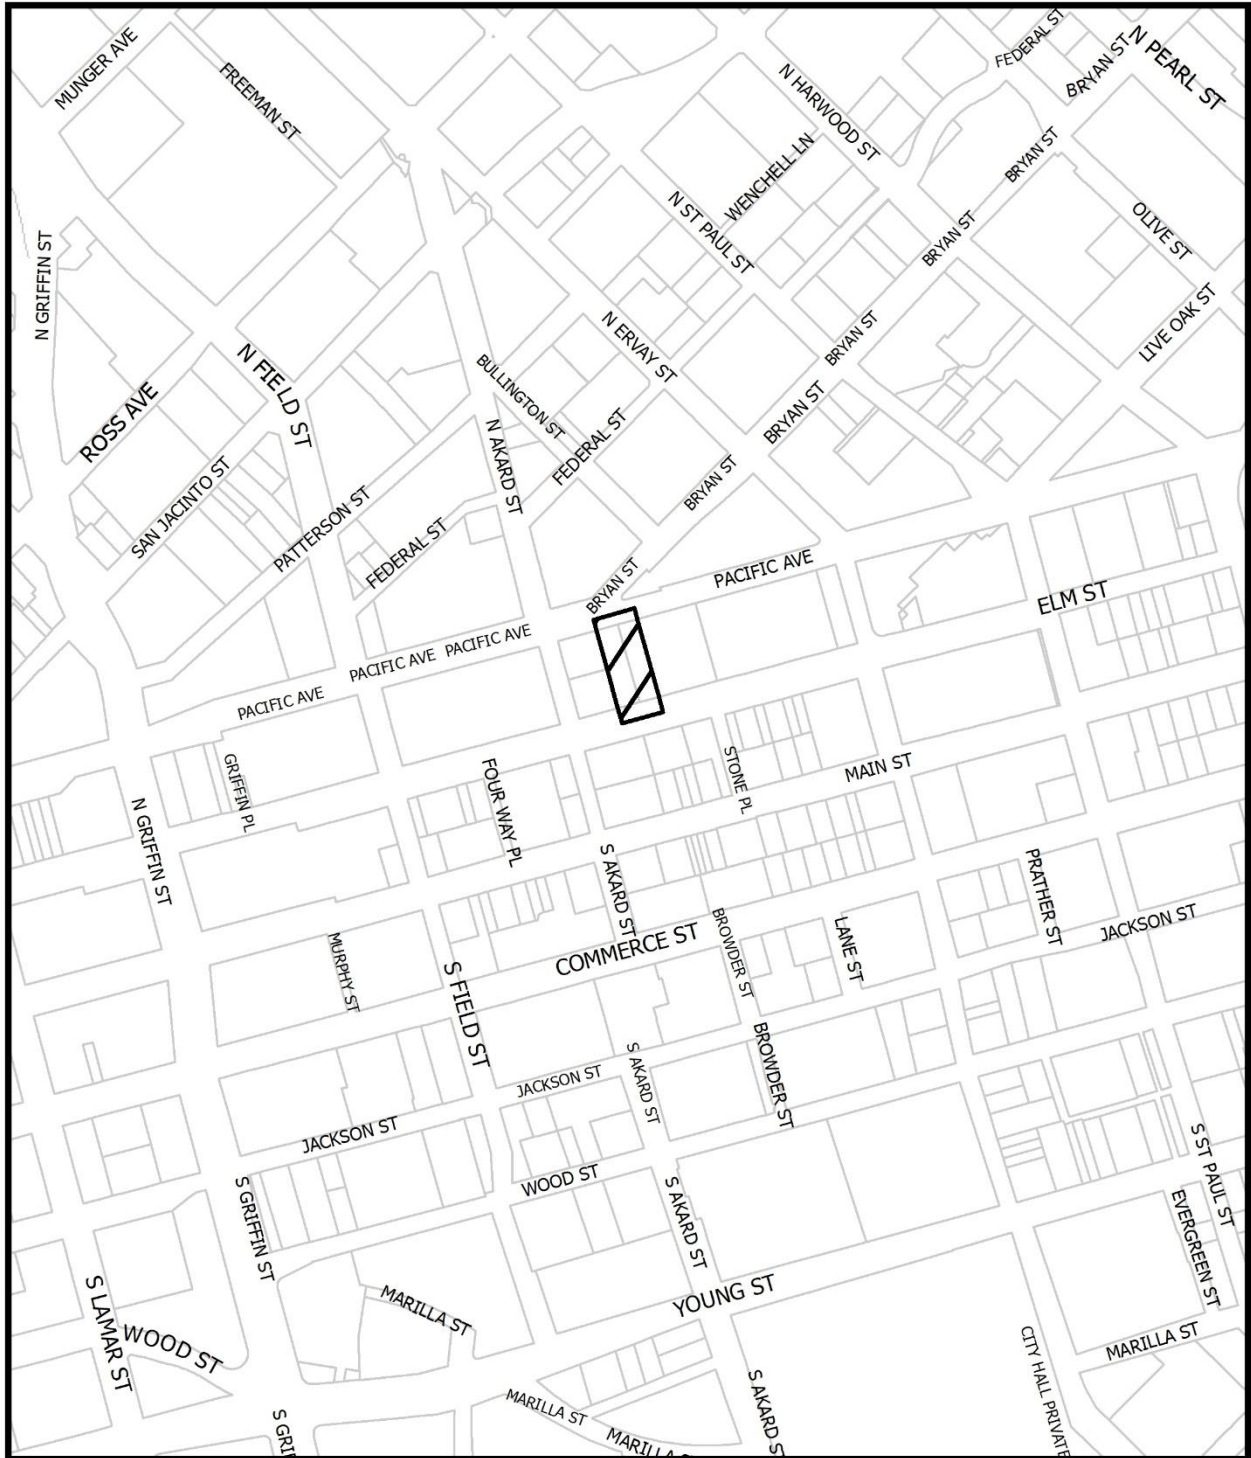 MUNGER AVE
FREEMAN ST
FEDERAL ST
BRYAN ST
N PEARL ST
N HARWOOD ST
WENCHELL LN
BRYAN ST
N ST PAUL ST
BRYAN ST
OLIVE ST
N GRIFFIN ST
LIVE OAK ST
N ERVAY ST
BRYAN ST
N FIELD ST
BULLINGTON ST
ROSS AVE
BRYAN ST
N AKARD ST
FEDERAL ST
BRYAN ST
SAN JACINTO ST
PATTERSON ST
FEDERAL ST
BRYAN ST
PACIFIC AVE
ELM ST
PACIFIC AVE
PACIFIC AVE
PACIFIC AVE
GRIFFIN PL
FOUR WAY PL
STONE PL
MAIN ST
N GRIFFIN ST
S AKARD ST
PRATHER ST
JACKSON ST
COMMERCE ST
BROWDER ST
LANE ST
MURPHY ST
S FIELD ST
S AKARD ST
BROWDER ST
JACKSON ST
JACKSON ST
WOOD ST
S GRIFFIN ST
S AKARD ST
S ST PAUL ST
EVERGREEN ST
S LAMAR ST
WOOD ST
MARILLA ST
YOUNG ST
MARILLA ST
CITY HALL PRIVATE
S AKARD S
MARILLA ST
MARILLA S
S GRI